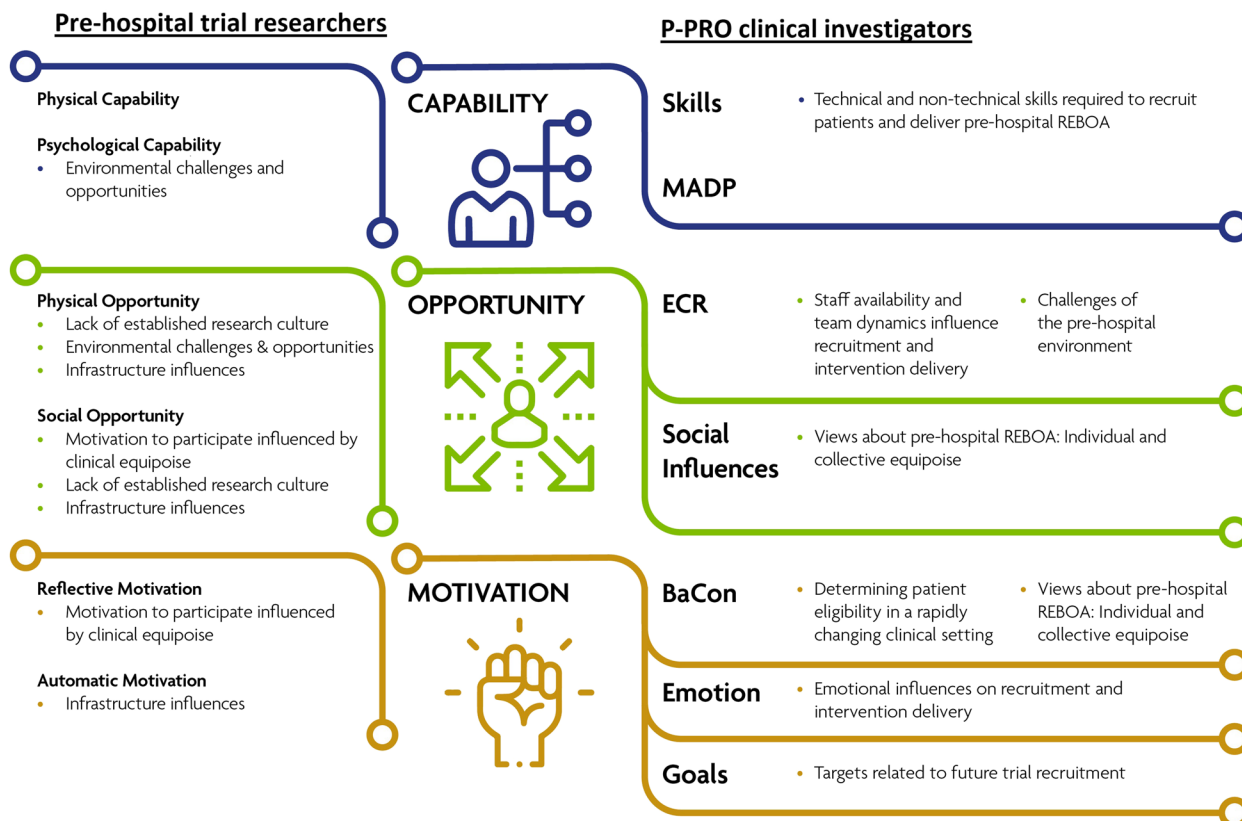 Pre-hospital trial researchers
P-PRO clinical investigators
Physical Capability
Psychological Capability
• Environmental challenges and
opportunities
CAPABILITY
Skills
• Technical and non-technical skills required to recruit
patients and deliver pre-hospital REBOA
MADP
Physical Opportunity
• Lack of established research culture
• Environmental challenges & opportunities
• Infrastructure influences
Social Opportunity
• Motivation to participate influenced by
clinical equipoise
• Lack of established research culture
• Infrastructure influences
OPPORTUNITY
ECR
• Staff availability and
team dynamics influence
recruitment and
intervention delivery
• Challenges of
the pre-hospital
environment
Social
Influences
• Views about pre-hospital REBOA: Individual and
collective equipoise
Reflective Motivation
• Motivation to participate influenced
by clinical equipoise
Automatic Motivation
• Infrastructure influences
MOTIVATION
BaCon
• Determining patient
eligibility in a rapidly
changing clinical setting
• Views about pre-hospital
REBOA: Individual and
collective equipoise
Emotion
• Emotional influences on recruitment and
intervention delivery
Goals
• Targets related to future trial recruitment